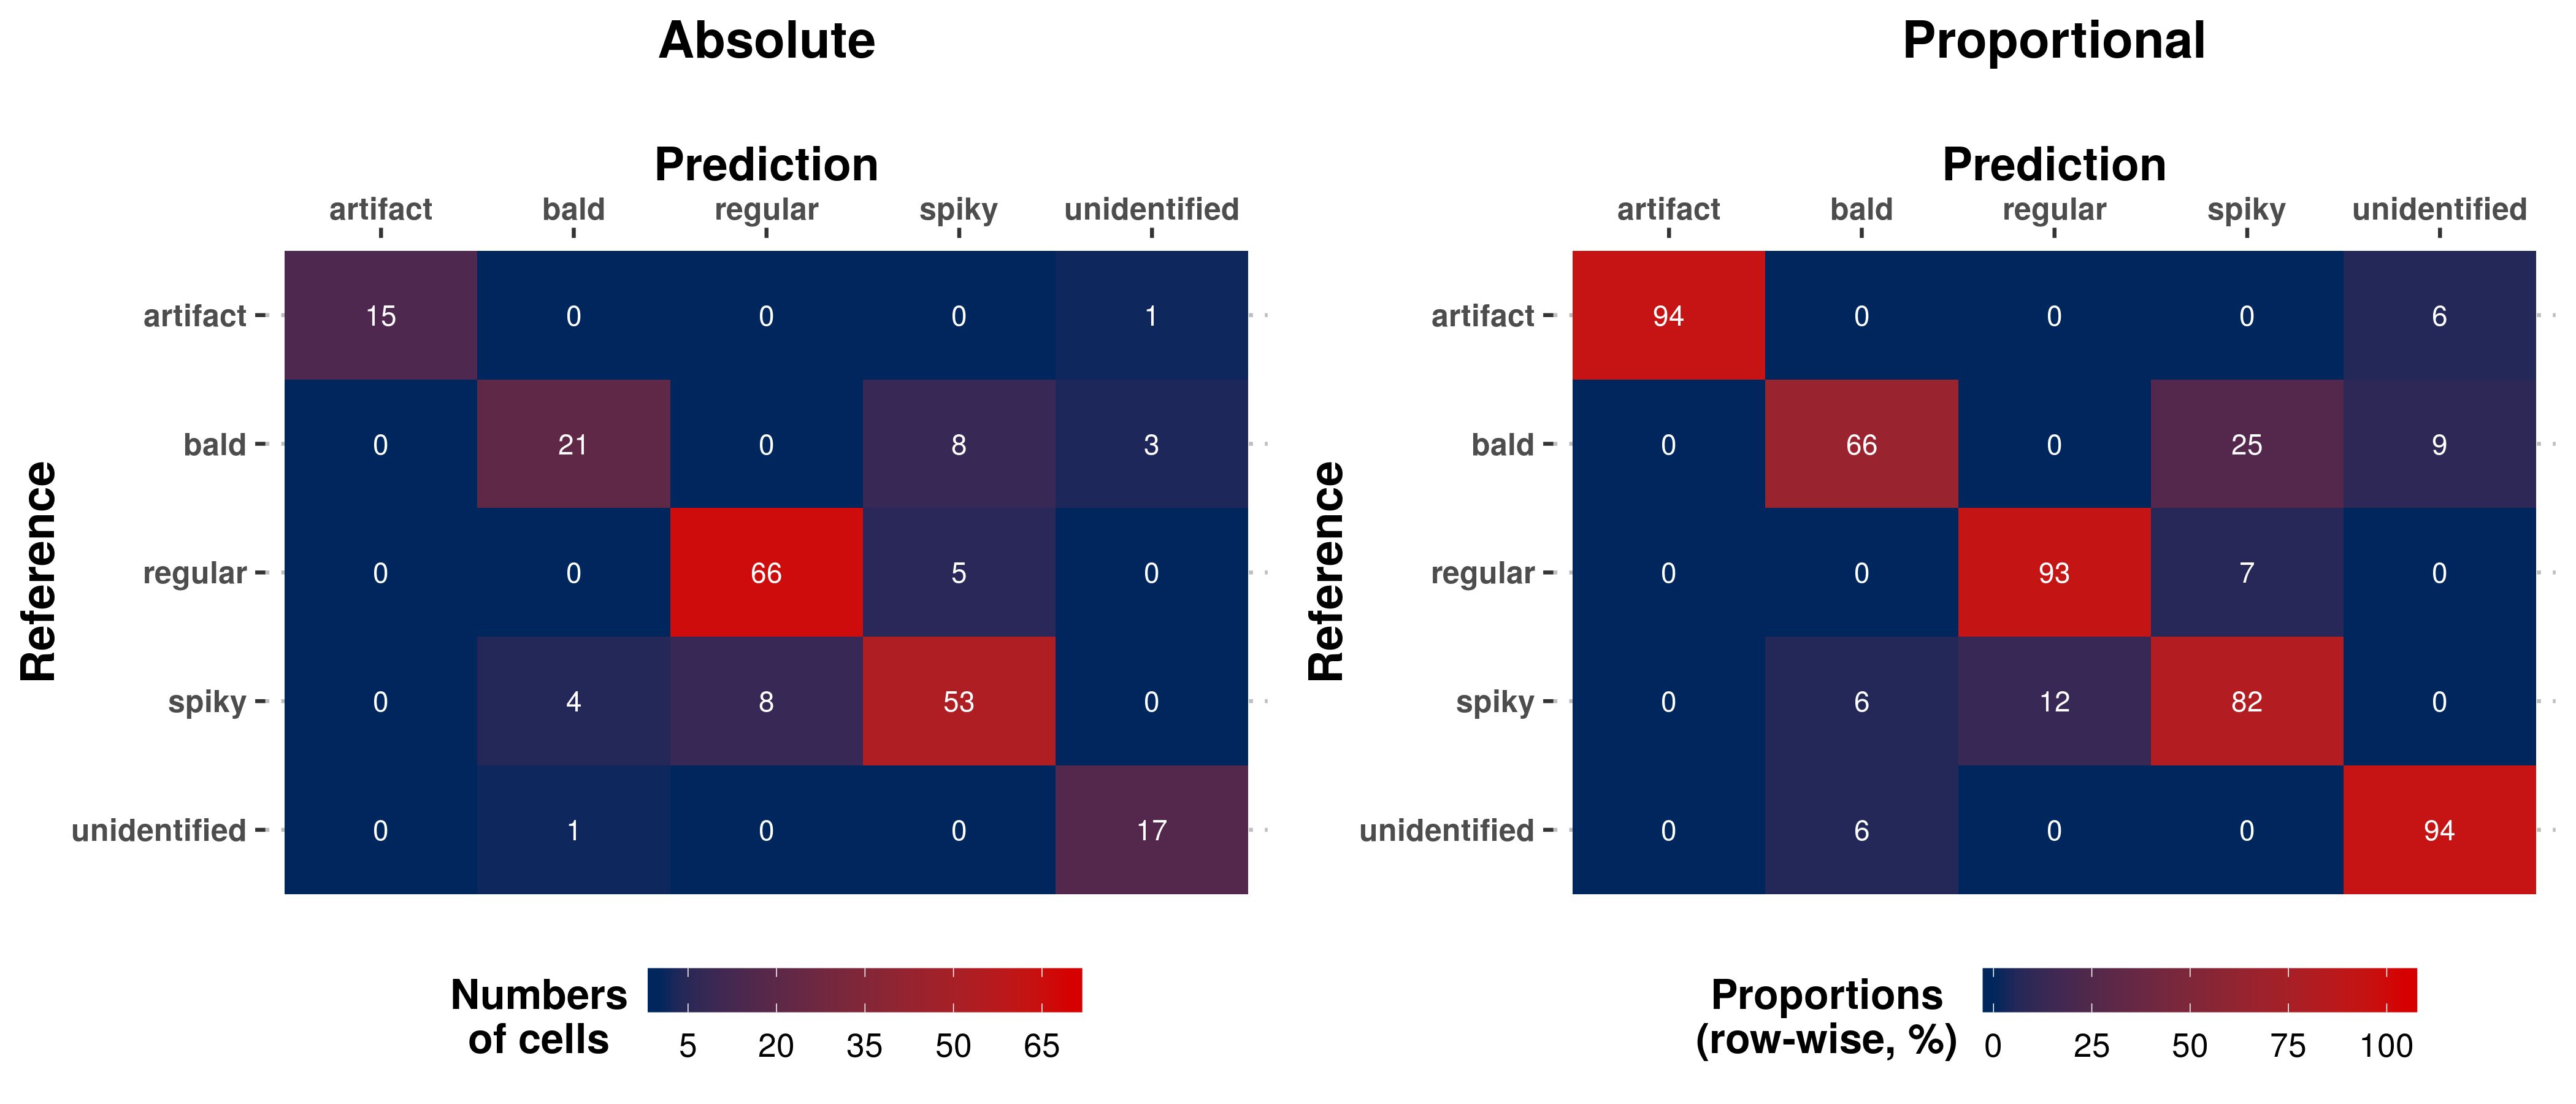 Absolute
Prediction
artifact bald regular spiky unidentified
Reference
artifact 15 0 0 0 1
bald 0 21 0 8 3
regular 0 0 66 5 0
spiky 0 4 8 53 0
unidentified 0 1 0 0 17
Numbers
of cells
5 20 35 50 65
Proportional
Prediction
artifact bald regular spiky unidentified
Reference
artifact 94 0 0 0 6
bald 0 66 0 25 9
regular 0 0 93 7 0
spiky 0 6 12 82 0
unidentified 0 6 0 0 94
Proportions
(row-wise, %)
0 25 50 75 100